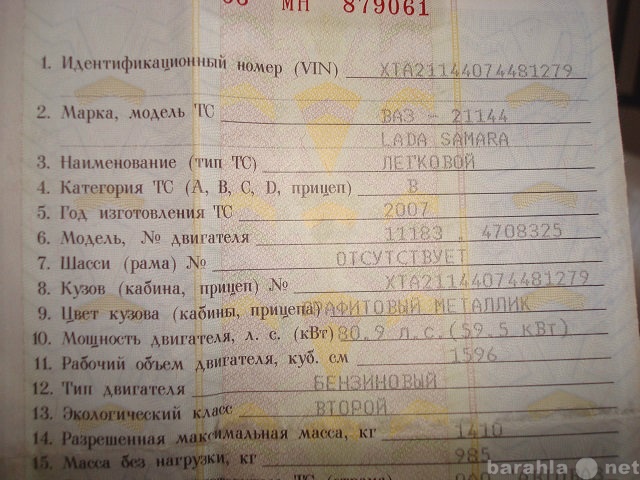 МН 879061
1. Идентификационный номер (VIN) XTA21144074481279
2. Марка, модель ТС ВАЗ - 21144
LADA SAMARA
3. Наименование (тип ТС) ЛЕГКОВОЙ
4. Категория ТС (A, B, C, D, прицеп) B
5. Год изготовления ТС 2007
6. Модель, № двигателя 11183 , 4708325
7. Шасси (рама) № ОТСУТСТВУЕТ
8. Кузов (кабина, прицеп) № XTA21144074481279
9. Цвет кузова (кабины, прицепа) ГРАФИТОВЫЙ МЕТАЛЛИК
10. Мощность двигателя, л. с. (кВт) 80.9 л.с.(59.5 кВт)
11. Рабочий объем двигателя, куб. см 1596
12. Тип двигателя БЕНЗИНОВЫЙ
13. Экологический класс ВТОРОЙ
14. Разрешенная максимальная масса, кг 1410
15. Масса без нагрузки, кг 985
barahla net